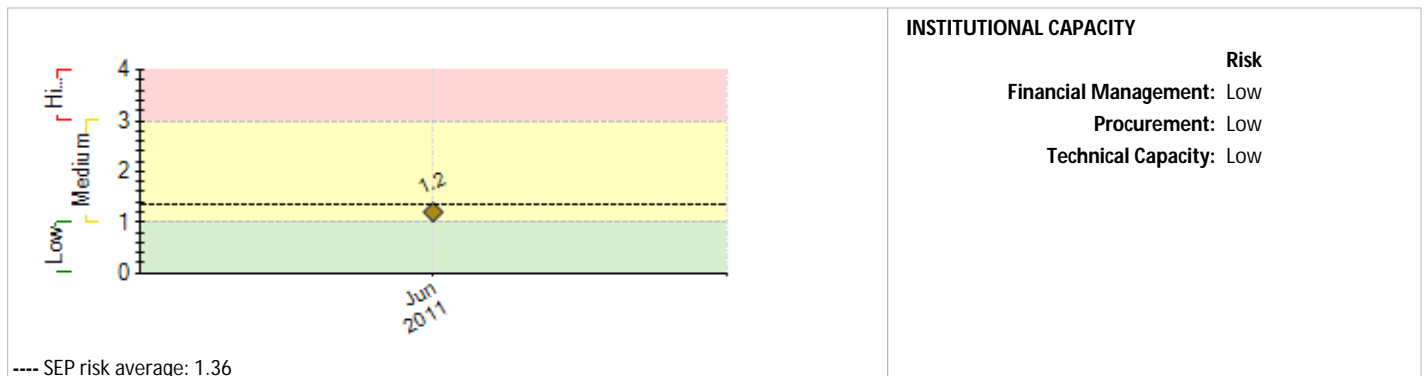 4
3
2
1
0
Hi...
Medium
Low
1.2
Jun
2011
---- SEP risk average: 1.36
INSTITUTIONAL CAPACITY
Risk
Financial Management: Low
Procurement: Low
Technical Capacity: Low